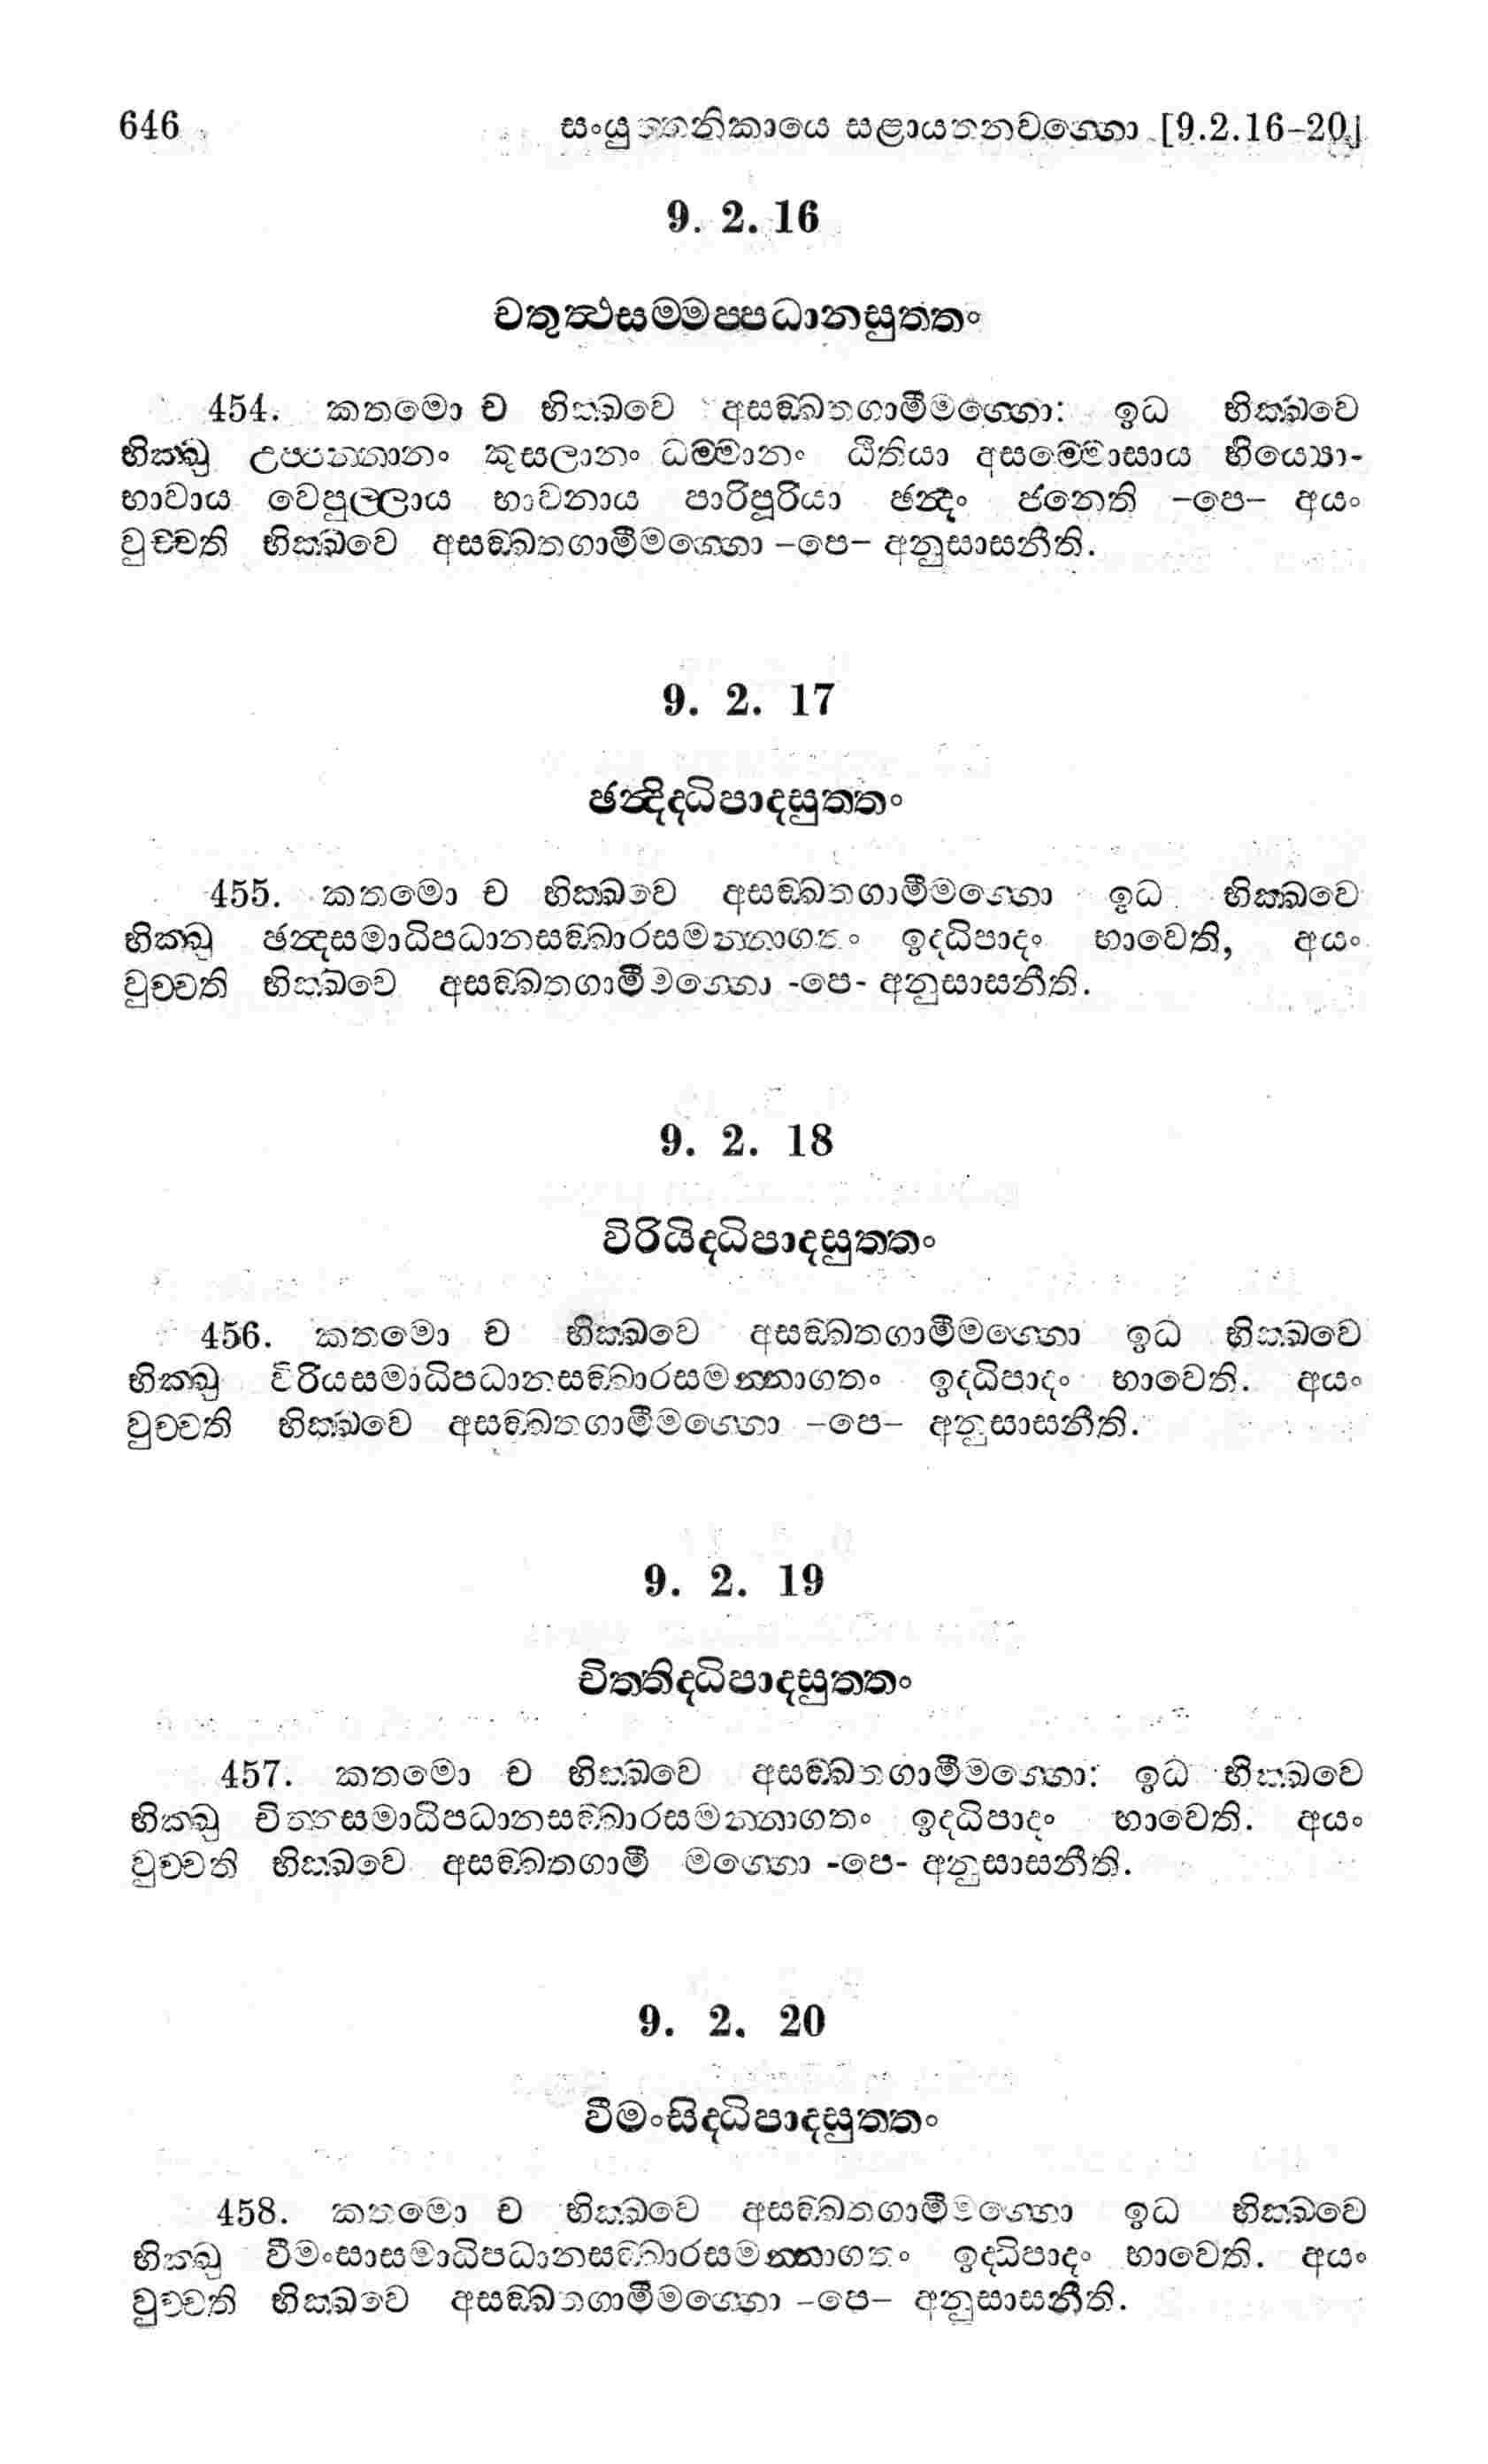 646 සංයුත්තනිකායෙ සළායතනවග්ගො [9.2.16-20]
9. 2. 16
චතුත්ථසම්මප්පධානසුත්තං
454. කතමො ච භික්ඛවෙ අසඞ්ඛතගාමීමග්ගො: ඉධ භික්ඛවෙ
භික්ඛු උප්පන්නානං කුසලානං ධම්මානං ඨිතියා අසම්මොසාය භිය්‍යො-
භාවාය වෙපුල්ලාය භාවනාය පාරිපූරියා ඡන්දං ජනෙති -පෙ- අයං
වුච්චති භික්ඛවෙ අසඞ්ඛතගාමීමග්ගො -පෙ- අනුසාසනීති.
9. 2. 17
ඡන්දිද්ධිපාදසුත්තං
455. කතමො ච භික්ඛවෙ අසඞ්ඛතගාමීමග්ගො ඉධ භික්ඛවෙ
භික්ඛු ඡන්දසමාධිපධානසඞ්ඛාරසමන්නාගතං ඉද්ධිපාදං භාවෙති, අයං
වුච්චති භික්ඛවෙ අසඞ්ඛතගාමීමග්ගො -පෙ- අනුසාසනීති.
9. 2. 18
විරියිද්ධිපාදසුත්තං
456. කතමො ච භික්ඛවෙ අසඞ්ඛතගාමීමග්ගො ඉධ භික්ඛවෙ
භික්ඛු විරියසමාධිපධානසඞ්ඛාරසමන්නාගතං ඉද්ධිපාදං භාවෙති. අයං
වුච්චති භික්ඛවෙ අසඞ්ඛතගාමීමග්ගො -පෙ- අනුසාසනීති.
9. 2. 19
චිත්තිද්ධිපාදසුත්තං
457. කතමො ච භික්ඛවෙ අසඞ්ඛතගාමීමග්ගො: ඉධ භික්ඛවෙ
භික්ඛු චිත්තසමාධිපධානසඞ්ඛාරසමන්නාගතං ඉද්ධිපාදං භාවෙති. අයං
වුච්චති භික්ඛවෙ අසඞ්ඛතගාමී මග්ගො -පෙ- අනුසාසනීති.
9. 2. 20
වීමංසිද්ධිපාදසුත්තං
458. කතමො ච භික්ඛවෙ අසඞ්ඛතගාමීමග්ගො ඉධ භික්ඛවෙ
භික්ඛු වීමංසාසමාධිපධානසඞ්ඛාරසමන්නාගතං ඉද්ධිපාදං භාවෙති. අයං
වුච්චති භික්ඛවෙ අසඞ්ඛතගාමීමග්ගො -පෙ- අනුසාසනීති.